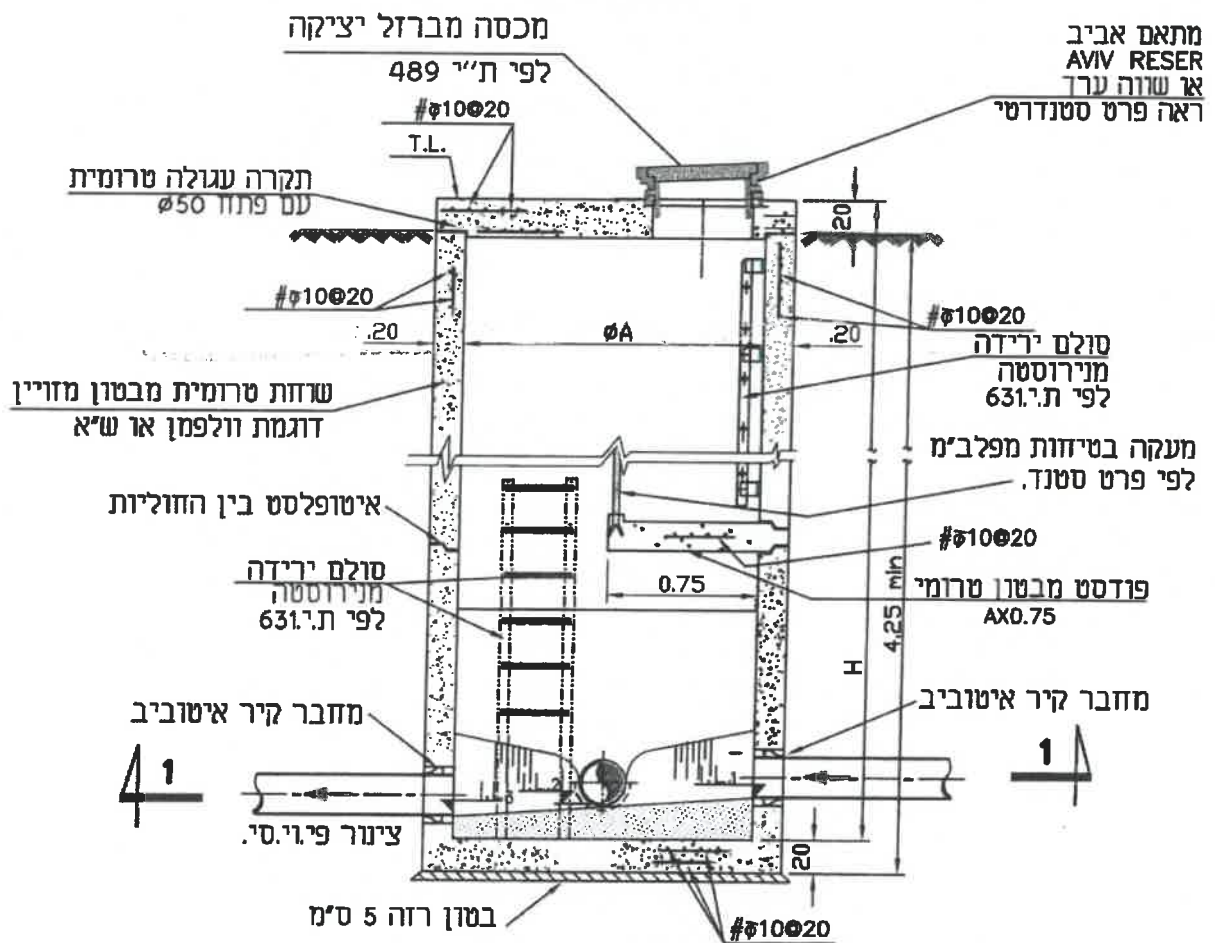 מכסה מברזל יציקה
לפי ת"י 489
מתאם אביב
AVIV RESER
או שווה ערך
ראה פרט סטנדרטי
#φ10@20
T.L.
תקרה עגולה טרומית
עם פתח ø50
20
#φ10@20
.20
øA
.20
#φ10@20
סולם ירידה
מנירוסטה
לפי ת.י.631
שוחת טרומית מבטון מזויין
דוגמת וולפמן או ש"א
מעקה בטיחות מפלב"מ
לפי פרט סטנד.
איטופלסט בין החוליות
#φ10@20
סולם ירידה
מנירוסטה
לפי ת.י.631
0.75
פודסט מבטון טרומי
AX0.75
4.25 min
H
מחבר קיר איטוביב
מחבר קיר איטוביב
1
1
1
2
3
צינור פי.וי.סי.
20
בטון רזה 5 ס"מ
#φ10@20